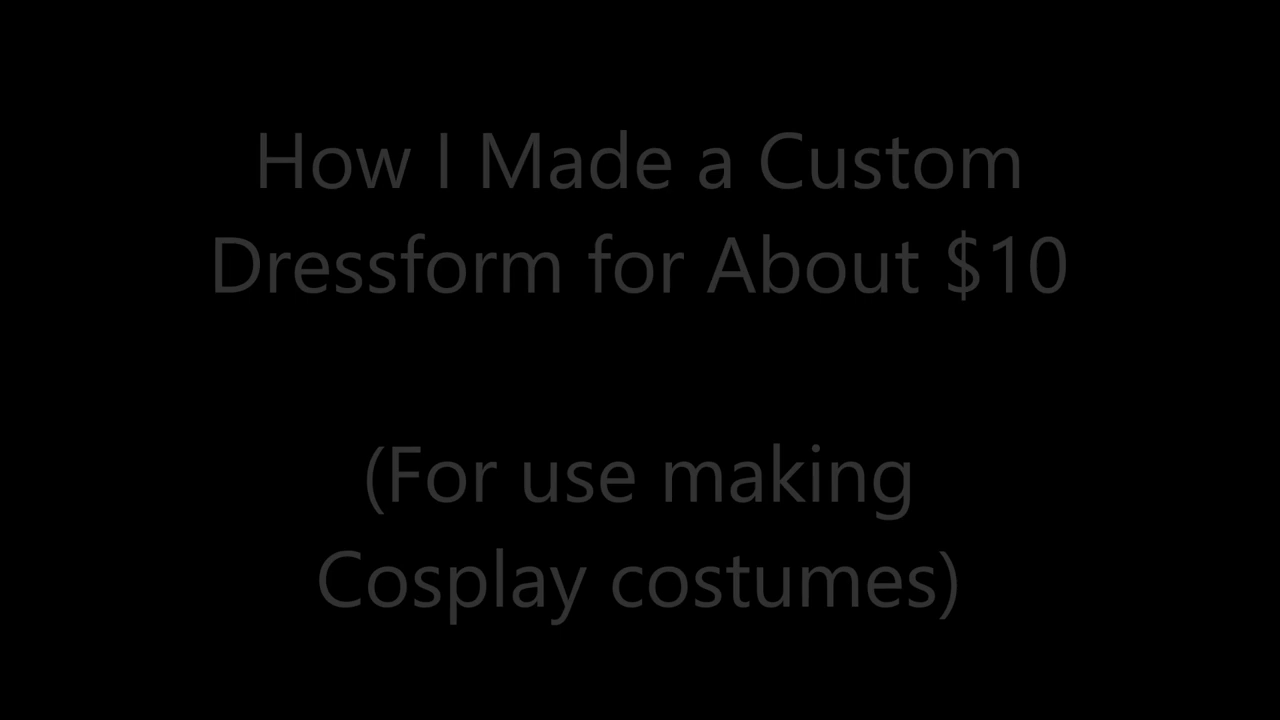 How I Made a Custom
Dressform for About $10
(For use making
Cosplay costumes)